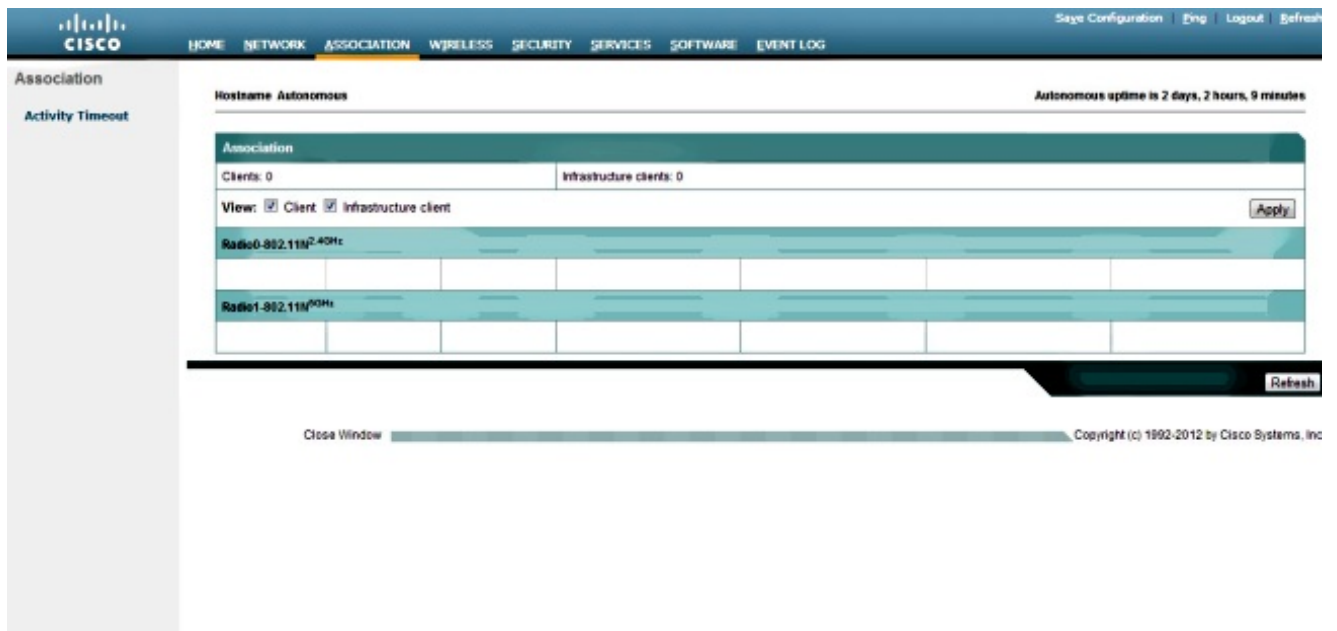 Save Configuration | Ping | Logout | Refresh
CISCO
HOME NETWORK ASSOCIATION WIRELESS SECURITY SERVICES SOFTWARE EVENT LOG
Association
Activity Timeout
Hostname Autonomous
Autonomous uptime is 2 days, 2 hours, 9 minutes
Association
Clients: 0
Infrastructure clients: 0
View: Client Infrastructure client
Apply
Radio0-802.11N2.4GHz
Radio1-802.11N5GHz
Refresh
Close Window
Copyright (c) 1992-2012 by Cisco Systems, Inc